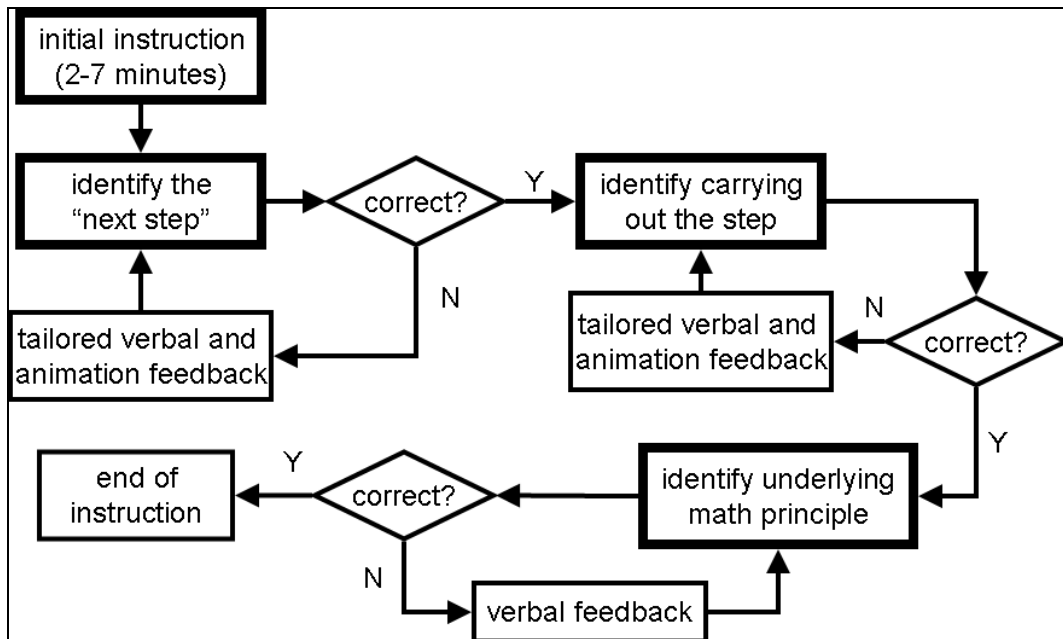 initial instruction
(2-7 minutes)
identify the
“next step”
correct?
Y
identify carrying
out the step
N
tailored verbal and
animation feedback
tailored verbal and
animation feedback
N
correct?
Y
end of
instruction
Y
correct?
identify underlying
math principle
N
verbal feedback